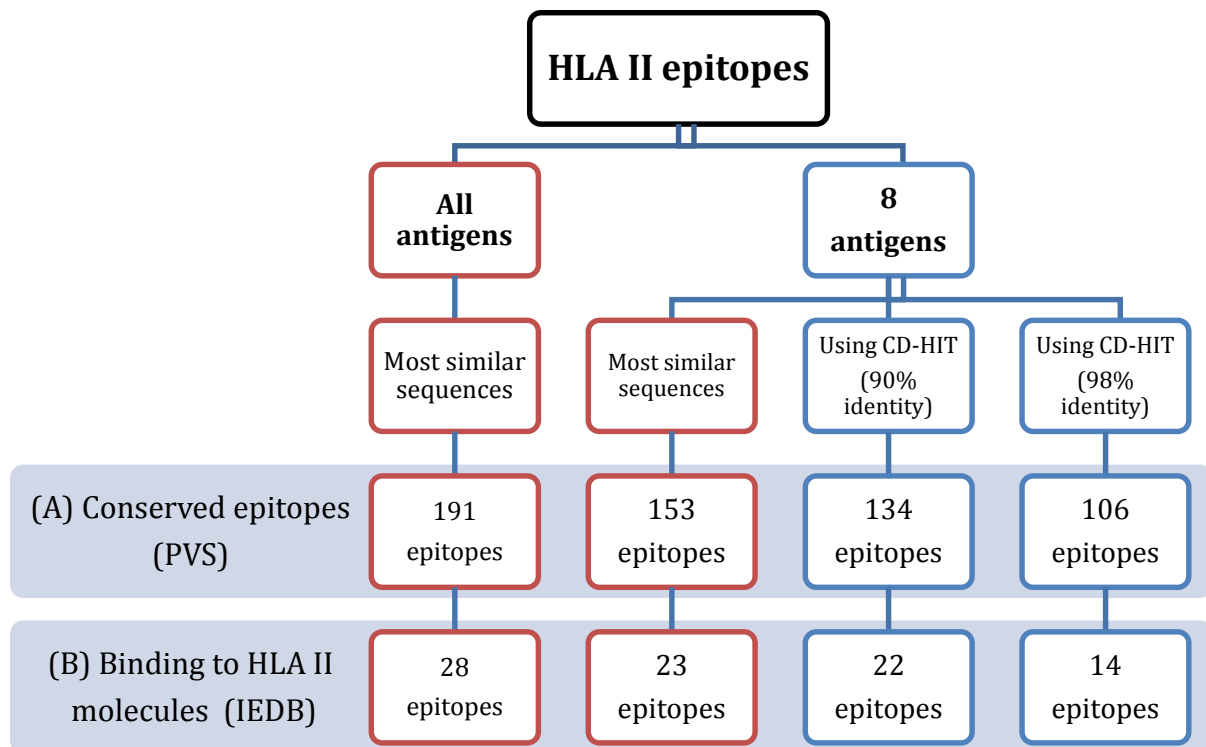 HLA II epitopes
All
antigens
8
antigens
Most similar
sequences
Most similar
sequences
Using CD-HIT
(90%
identity)
Using CD-HIT
(98%
identity)
(A) Conserved epitopes
(PVS)
191
epitopes
153
epitopes
134
epitopes
106
epitopes
(B) Binding to HLA II
molecules (IEDB)
28
epitopes
23
epitopes
22
epitopes
14
epitopes